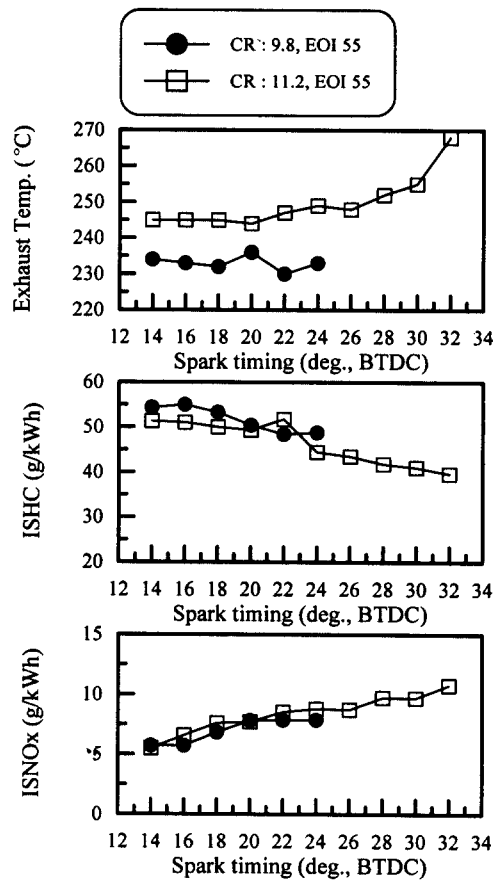 CR : 9.8, EOI 55
CR : 11.2, EOI 55
Exhaust Temp. (°C)
270
260
250
240
230
220
12 14 16 18 20 22 24 26 28 30 32 34
Spark timing (deg., BTDC)
ISHC (g/kWh)
60
50
40
30
20
12 14 16 18 20 22 24 26 28 30 32 34
Spark timing (deg., BTDC)
ISNOx (g/kWh)
15
10
5
0
12 14 16 18 20 22 24 26 28 30 32 34
Spark timing (deg., BTDC)